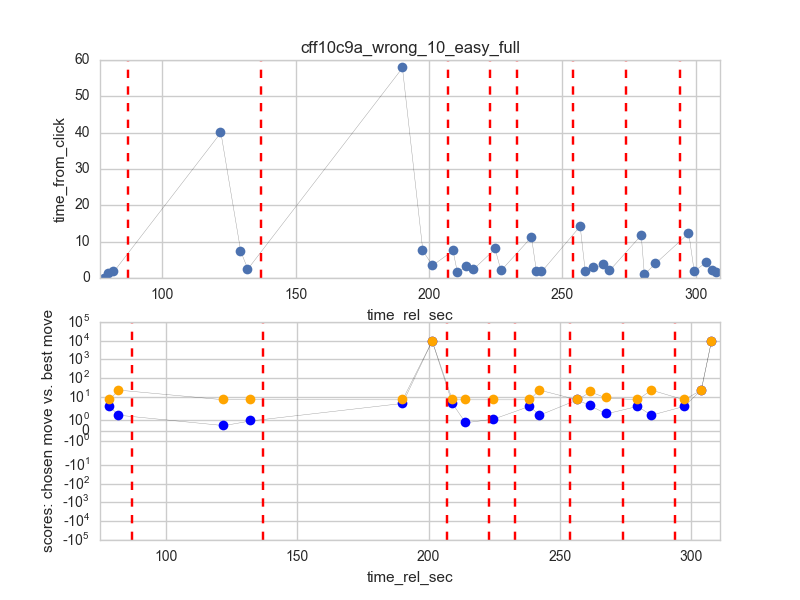 cff10c9a_wrong_10_easy_full
60
50
40
30
20
10
0
time_from_click
100 150 200 250 300
time_rel_sec
10^5
10^4
10^3
10^2
10^1
10^0
0
-10^0
-10^1
-10^2
-10^3
-10^4
-10^5
scores: chosen move vs. best move
100 150 200 250 300
time_rel_sec